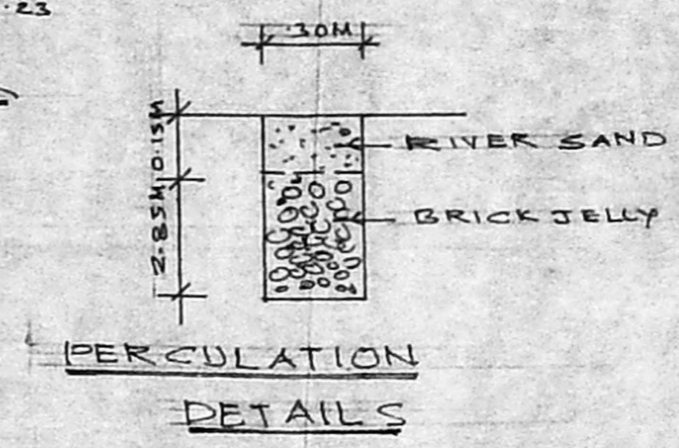 .23
.30M
0.15M
2.85M
RIVER SAND
BRICK JELLY
PERCULATION
DETAILS